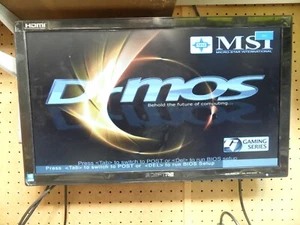 HDMI
MSI
MICRO STAR INTERNATIONAL
D-mos
Behold the future of computing...
GAMING
SERIES
Press <Tab> to switch to POST or <Del> to run BIOS setup
Press <Tab> to switch to POST or <DEL> to run BIOS Setup
SCEPTRE